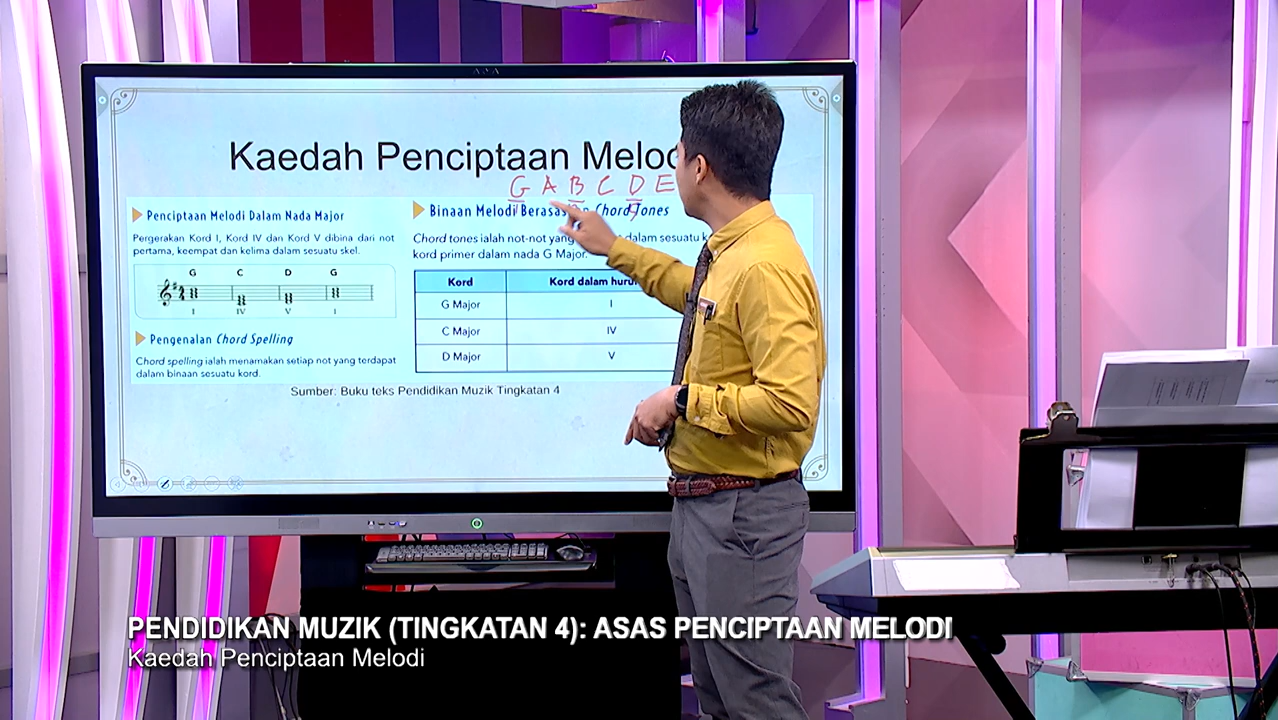 Kaedah Penciptaan
G A B C D E
Penciptaan Melodi Dalam Nada Major
Pergerakan Kord I, Kord IV dan Kord V dibina dari not
pertama, keempat dan kelima dalam sesuatu skel.
G C D G
I IV V I
Pengenalan Chord Spelling
Chord spelling ialah menamakan setiap not yang terdapat
dalam binaan sesuatu kord.
Binaan Melodi Chord Tones
Chord tones ialah not-not dalam sesuatu
kord primer dalam nada G Major.
Kord Kord dalam
G Major I
C Major IV
D Major V
Sumber: Buku teks Pendidikan Muzik Tingkatan 4
PENDIDIKAN MUZIK (TINGKATAN 4): ASAS PENCIPTAAN MELODI
Kaedah Penciptaan Melodi